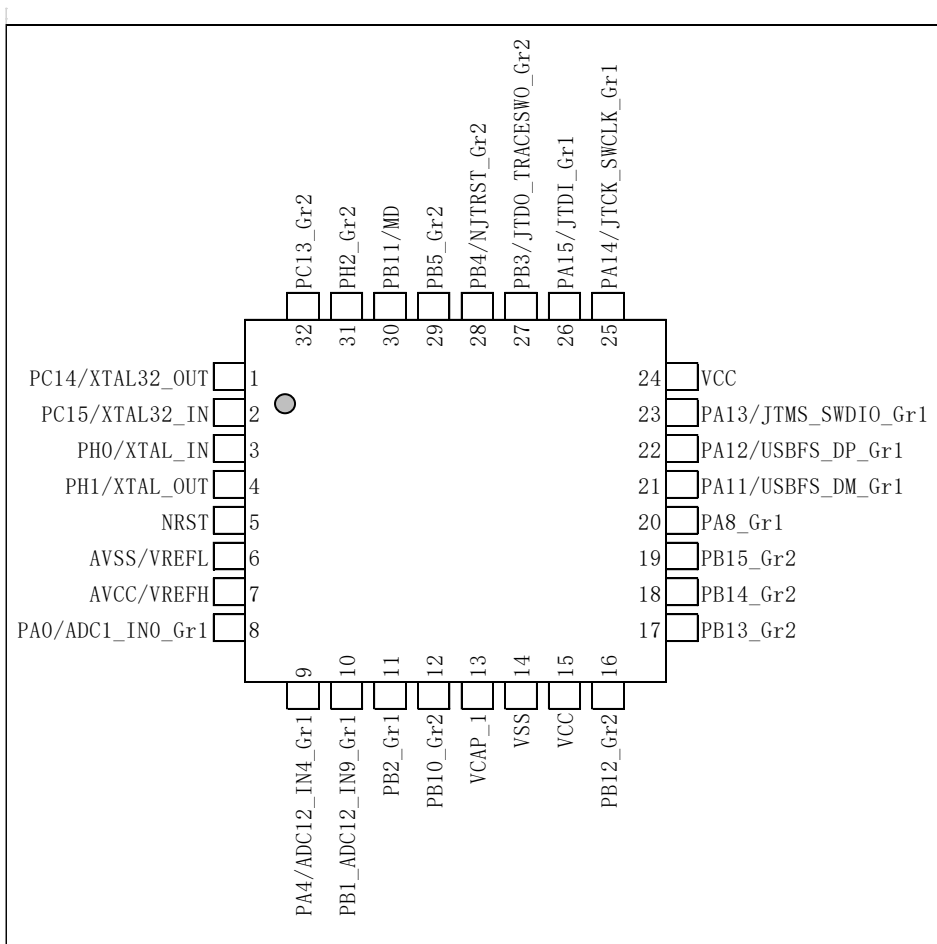 PC13_Gr2
PH2_Gr2
PB11/MD
PB5_Gr2
PB4/NJTRST_Gr2
PB3/JTDO_TRACESWO_Gr2
PA15/JTDI_Gr1
PA14/JTCK_SWCLK_Gr1
32
31
30
29
28
27
26
25
PC14/XTAL32_OUT 1
PC15/XTAL32_IN 2
PH0/XTAL_IN 3
PH1/XTAL_OUT 4
NRST 5
AVSS/VREFL 6
AVCC/VREFH 7
PA0/ADC1_IN0_Gr1 8
24 VCC
23 PA13/JTMS_SWDIO_Gr1
22 PA12/USBFS_DP_Gr1
21 PA11/USBFS_DM_Gr1
20 PA8_Gr1
19 PB15_Gr2
18 PB14_Gr2
17 PB13_Gr2
9
10
11
12
13
14
15
16
PA4/ADC12_IN4_Gr1
PB1_ADC12_IN9_Gr1
PB2_Gr1
PB10_Gr2
VCAP_1
VSS
VCC
PB12_Gr2